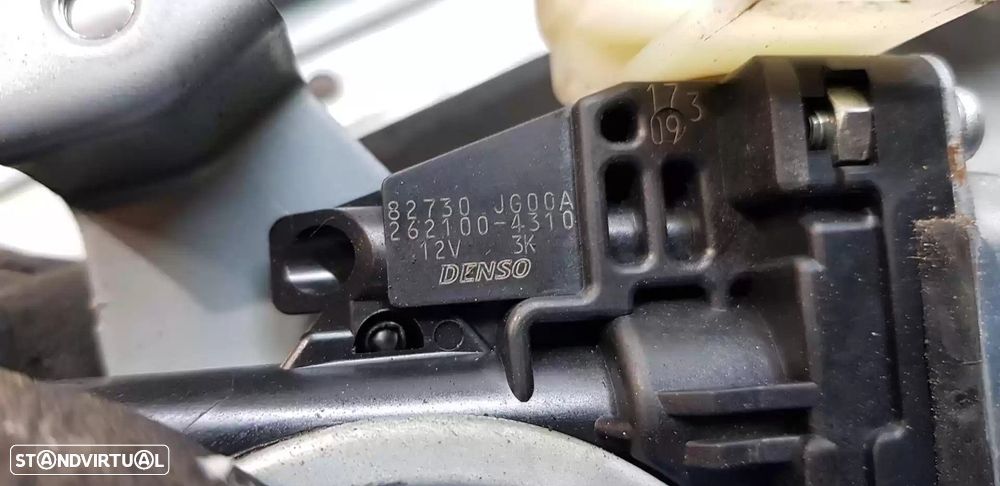 17
3
09
82730 JG00A
262100-4310
12V 3K
DENSO
STANDVIRTUAL